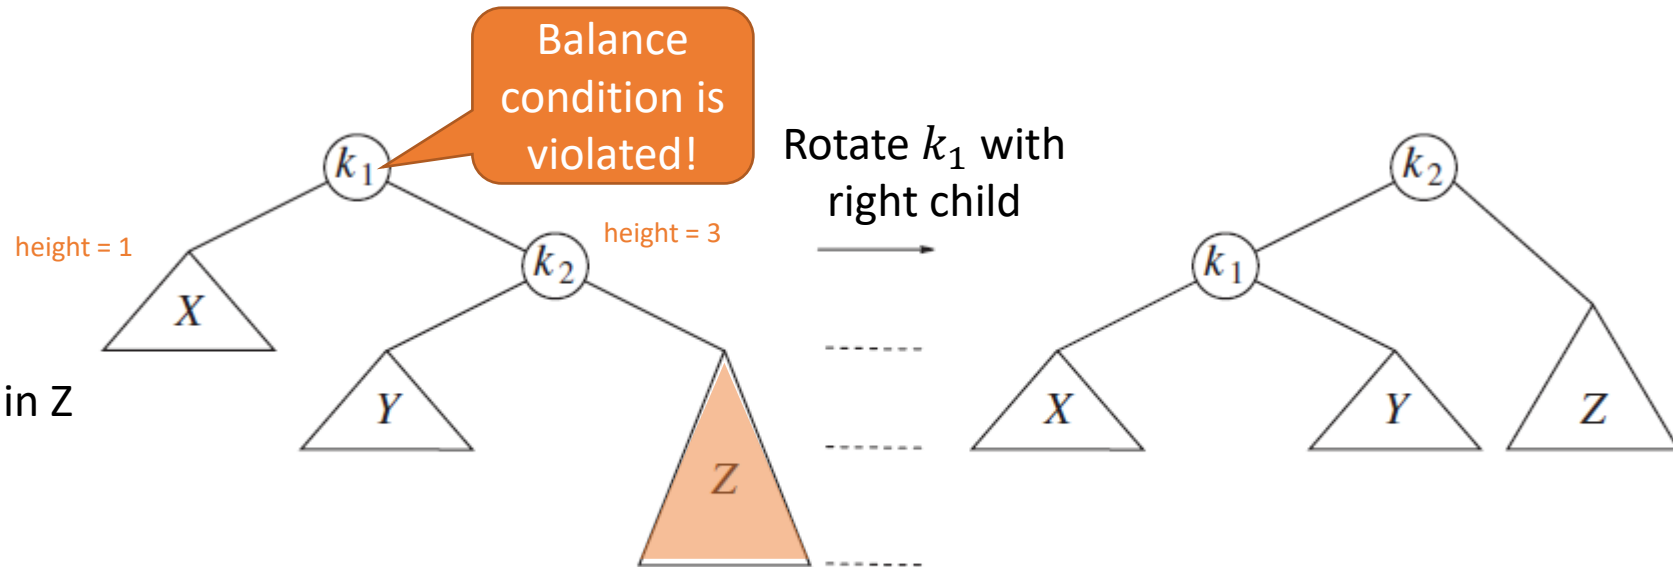 Balance
condition is
violated!
Rotate k₁ with
right child
k₁
k₂
height = 1
height = 3
k₂
k₁
X
Y
Z
in Z
X
Y
Z